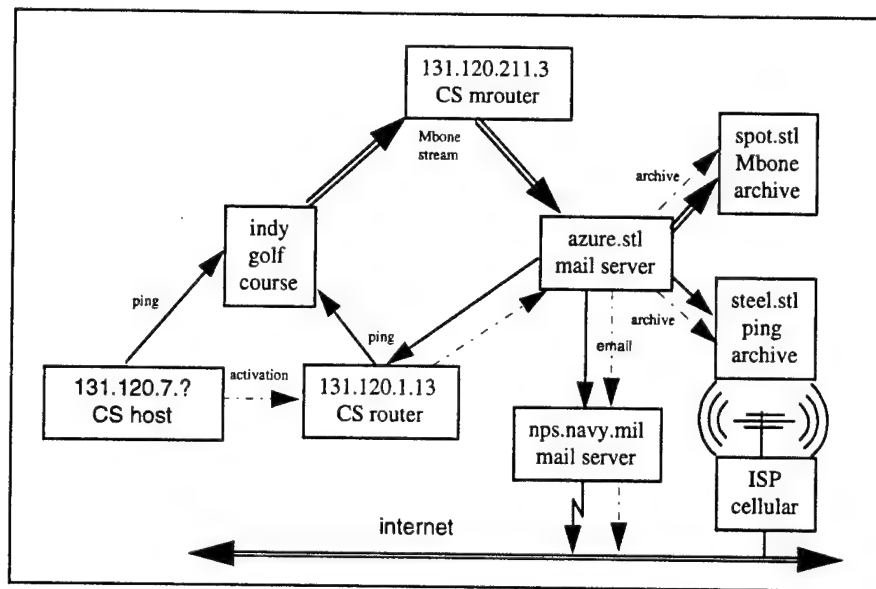 131.120.211.3
CS mrouter
Mbone
stream
spot.stl
Mbone
archive
archive
indy
golf
course
azure.stl
mail server
ping
ping
steel.stl
ping
archive
archive
email
131.120.7.?
CS host
activation
131.120.1.13
CS router
nps.navy.mil
mail server
ISP
cellular
internet